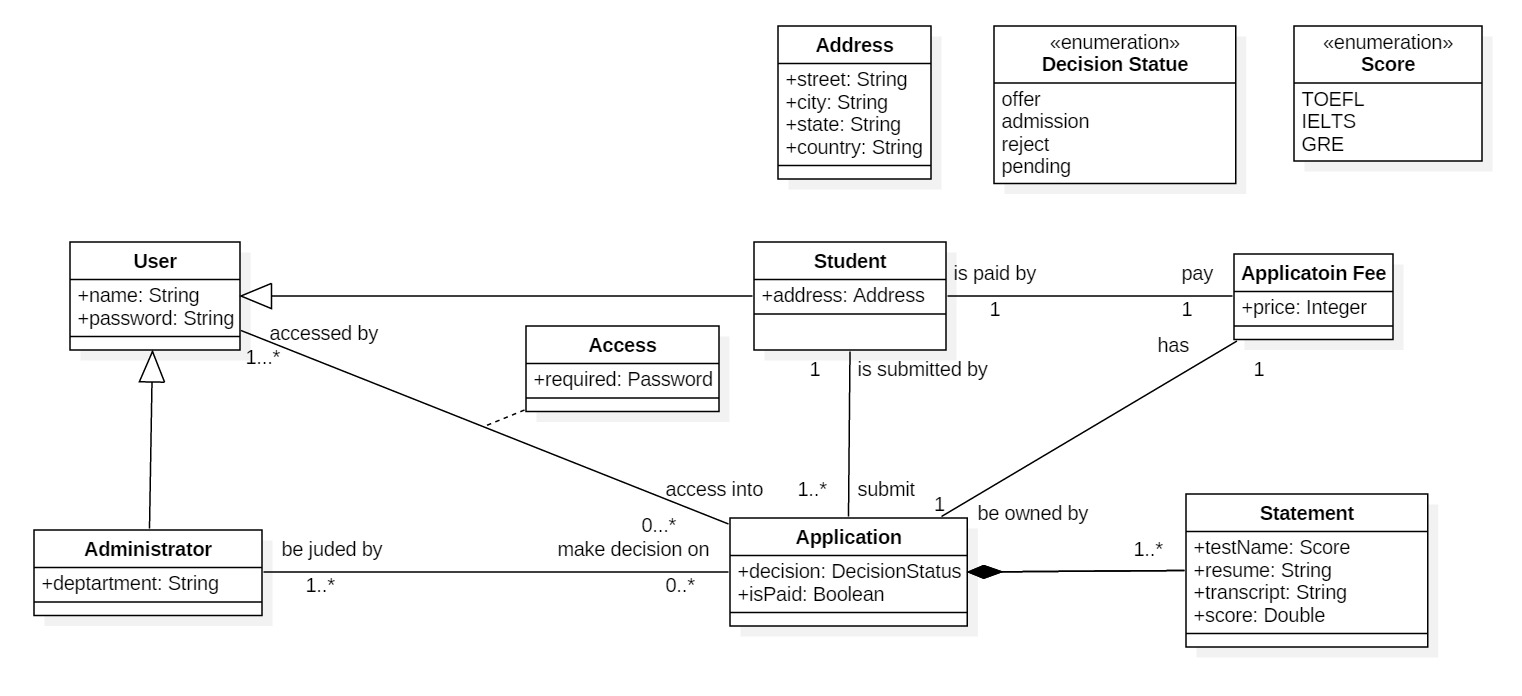 Address
+street: String
+city: String
+state: String
+country: String
«enumeration»
Decision Statue
offer
admission
reject
pending
«enumeration»
Score
TOEFL
IELTS
GRE
User
+name: String
+password: String
Student
+address: Address
is paid by
1
pay
1
Applicatoin Fee
+price: Integer
accessed by
1...*
Access
+required: Password
1
is submitted by
has
1
access into
0...*
1..*
submit
1
be owned by
1..*
Administrator
+deptartment: String
be juded by
1..*
make decision on
0..*
Application
+decision: DecisionStatus
+isPaid: Boolean
Statement
+testName: Score
+resume: String
+transcript: String
+score: Double